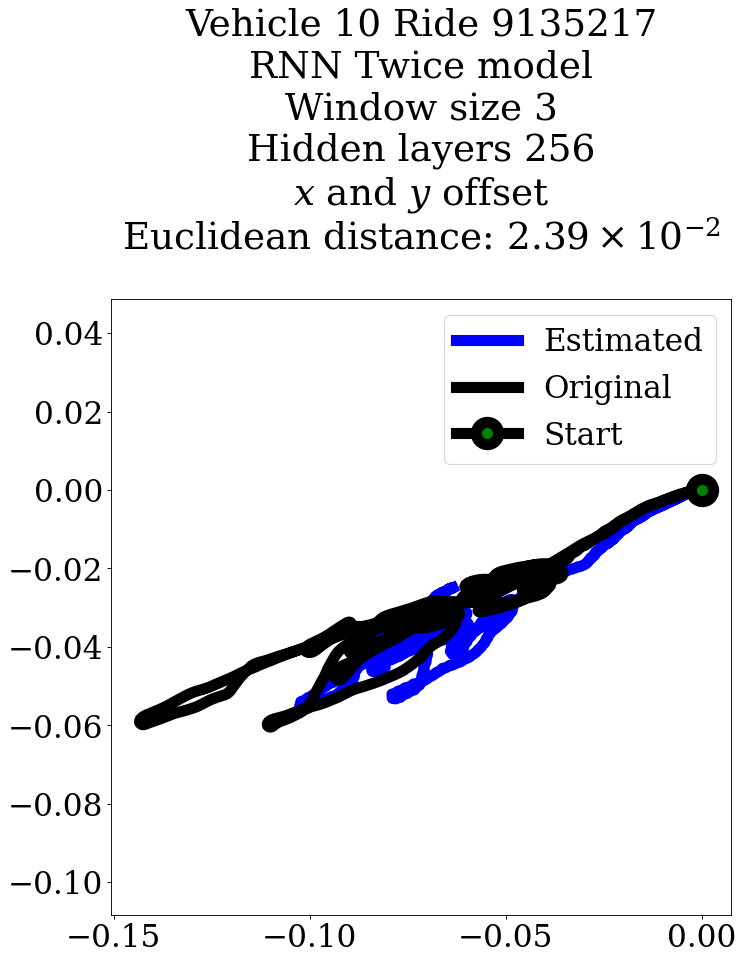 Vehicle 10 Ride 9135217
RNN Twice model
Window size 3
Hidden layers 256
x and y offset
Euclidean distance: 2.39 × 10⁻²
Estimated
Original
Start
0.04
0.02
0.00
−0.02
−0.04
−0.06
−0.08
−0.10
−0.15 −0.10 −0.05 0.00